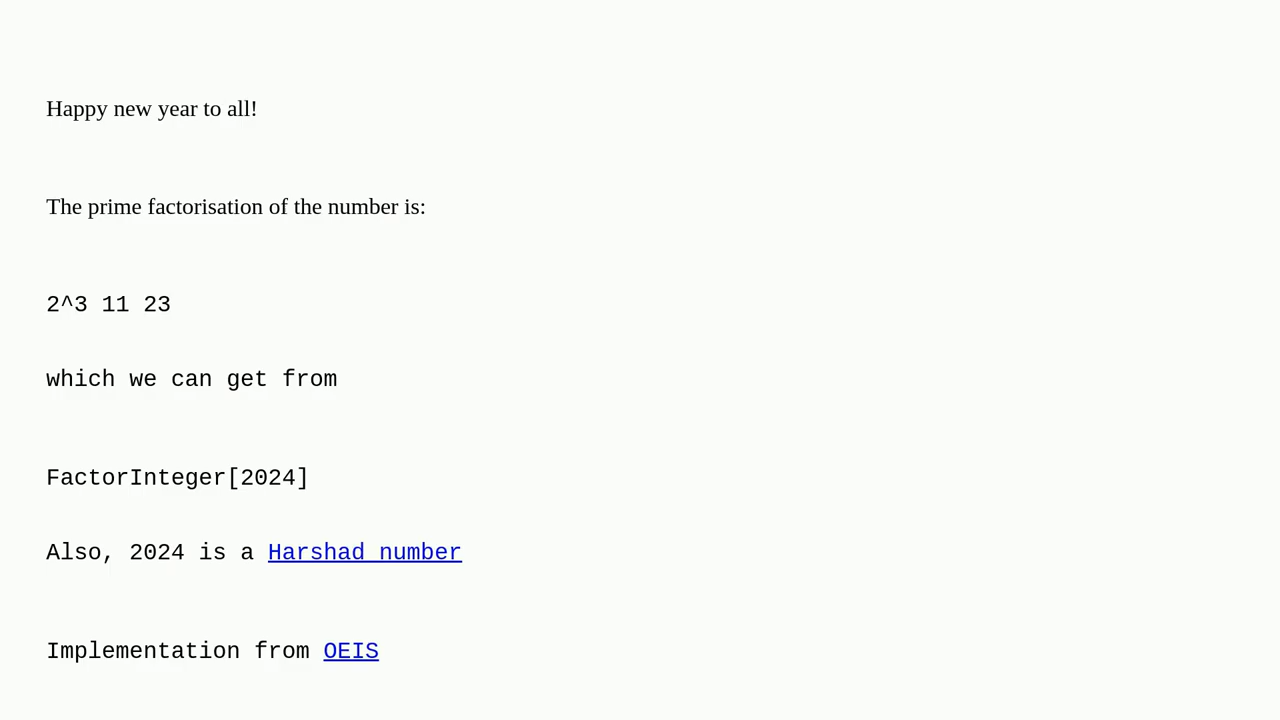 Happy new year to all!
The prime factorisation of the number is:
2^3 11 23
which we can get from
FactorInteger[2024]
Also, 2024 is a Harshad number
Implementation from OEIS